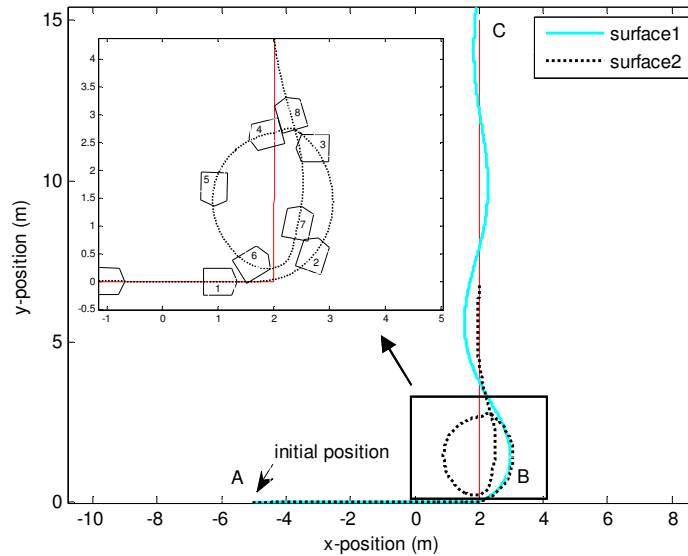 15
10
5
0
y-position (m)
-10 -8 -6 -4 -2 0 2 4 6 8
x-position (m)
surface1
surface2
C
B
A
initial position
4
3.5
3
2.5
2
1.5
1
0.5
0
-0.5
-1 0 1 2 3 4 5
1
2
3
4
5
6
7
8